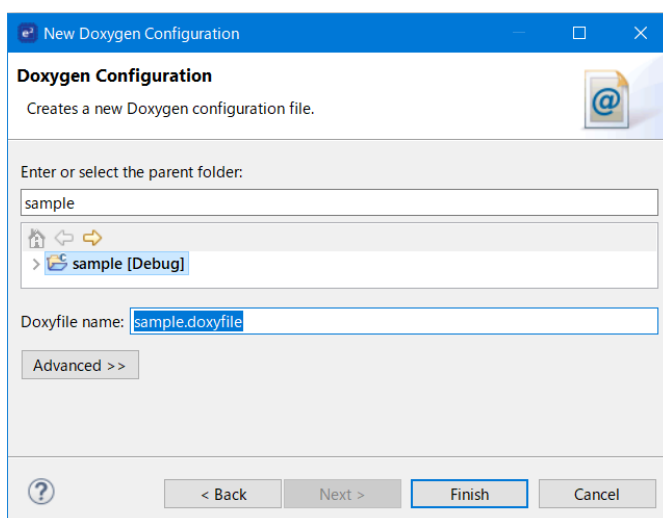 e² New Doxygen Configuration
Doxygen Configuration
Creates a new Doxygen configuration file.
@
Enter or select the parent folder:
sample
sample [Debug]
Doxyfile name: sample.doxyfile
Advanced >>
? < Back Next > Finish Cancel